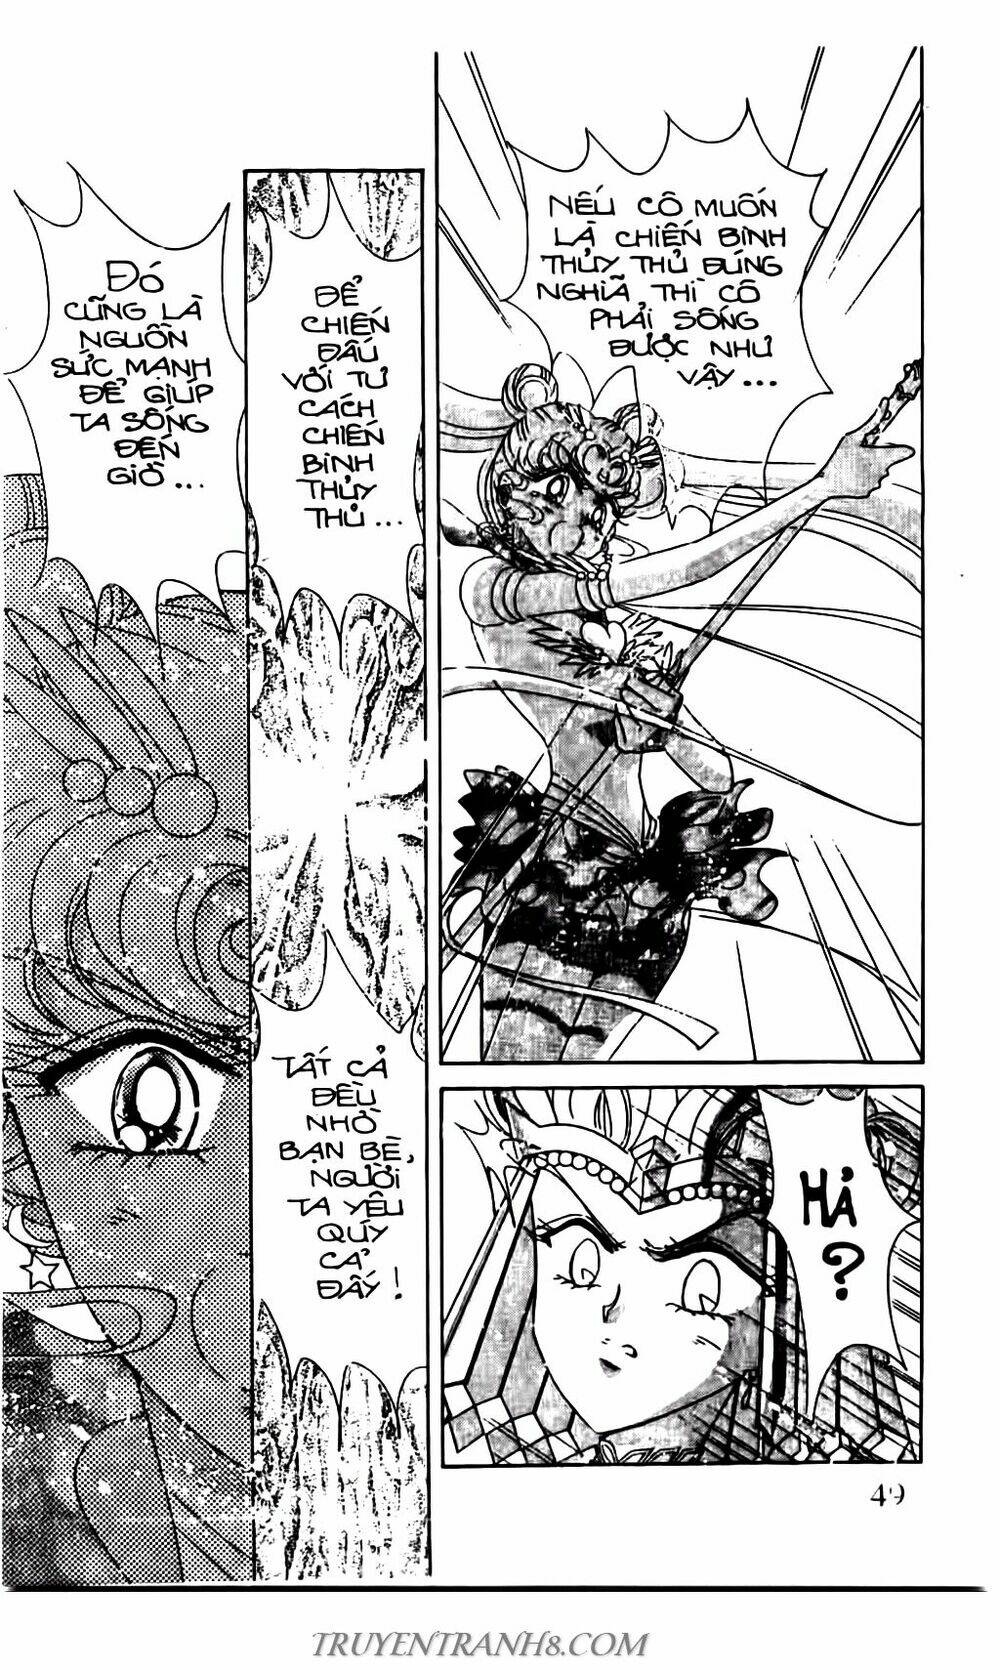 NẾU CÔ MUỐN
LÀ CHIẾN BINH
THỦY THỦ ĐÚNG
NGHĨA THÌ CÔ
PHẢI SỐNG
ĐƯỢC NHƯ
VẬY ...
HẢ?
ĐỂ
CHIẾN
ĐẤU
VỚI TƯ
CÁCH
CHIẾN
BINH
THỦY
THỦ ...
TẤT CẢ
ĐỀU
NHỜ
BẠN BÈ,
NGƯỜI
TA YÊU
QUÝ
CẢ
ĐẤY!
ĐÓ
CŨNG LÀ
NGUỒN
SỨC MẠNH
ĐỂ GIÚP
TA SỐNG
ĐẾN
GIỜ ...
49
TRUYENTRANH8.COM